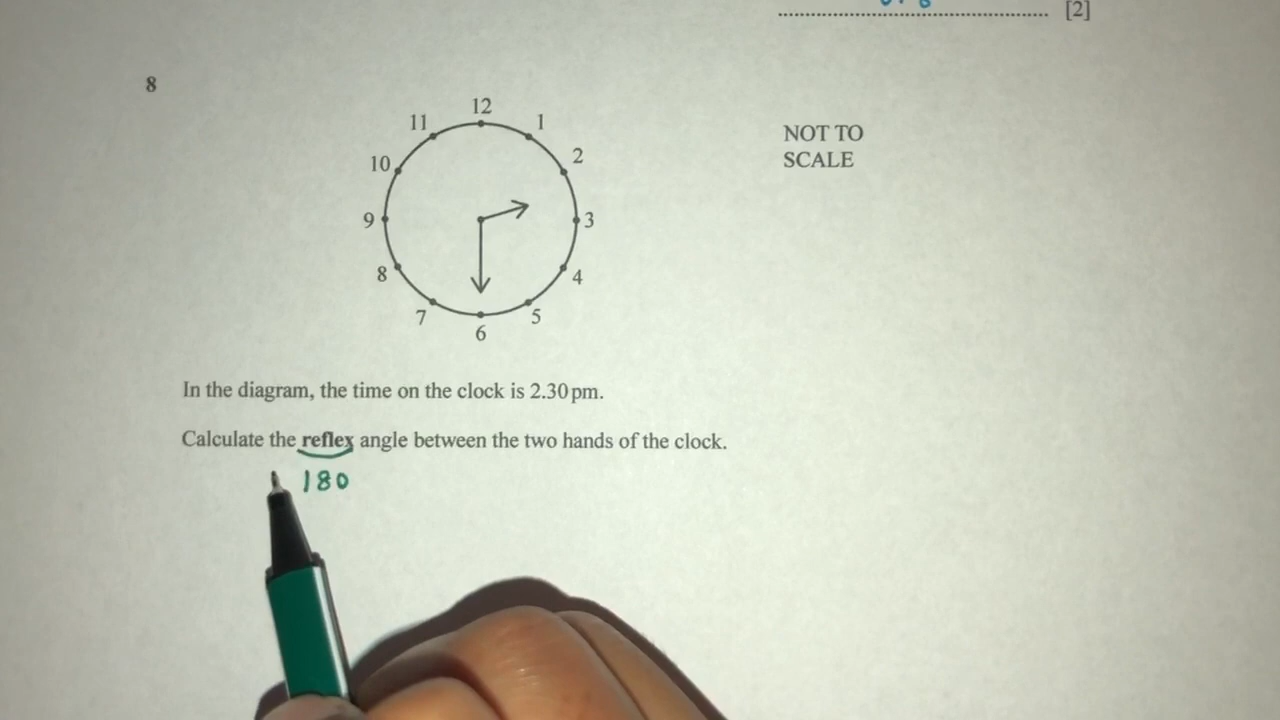 [2]
8
12
11 1
10 2
9 3
8 4
7 5
6
NOT TO
SCALE
In the diagram, the time on the clock is 2.30 pm.
Calculate the reflex angle between the two hands of the clock.
180